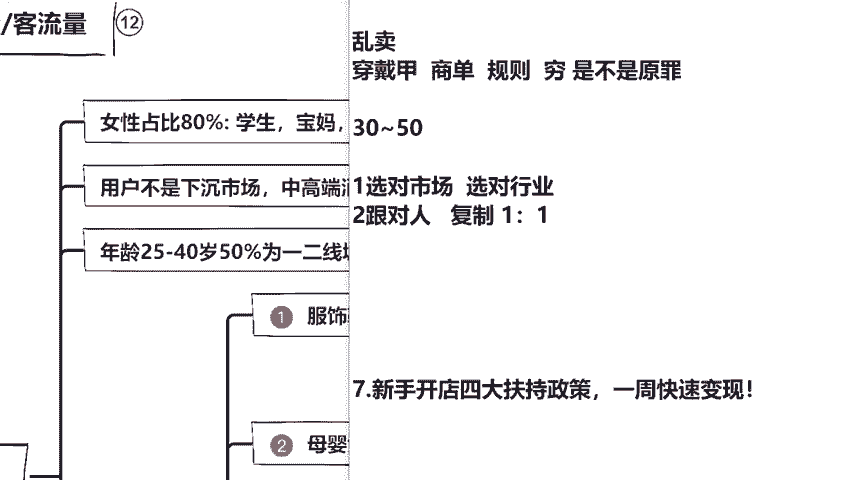 /客流量 12
女性占比80%: 学生，宝妈，
用户不是下沉市场，中高端
年龄25-40岁50%为一二线
1 服饰
2 母婴
乱卖
穿戴甲 商单 规则 穷 是不是原罪
30~50
1选对市场 选对行业
2跟对人 复制 1：1
7.新手开店四大扶持政策，一周快速变现！